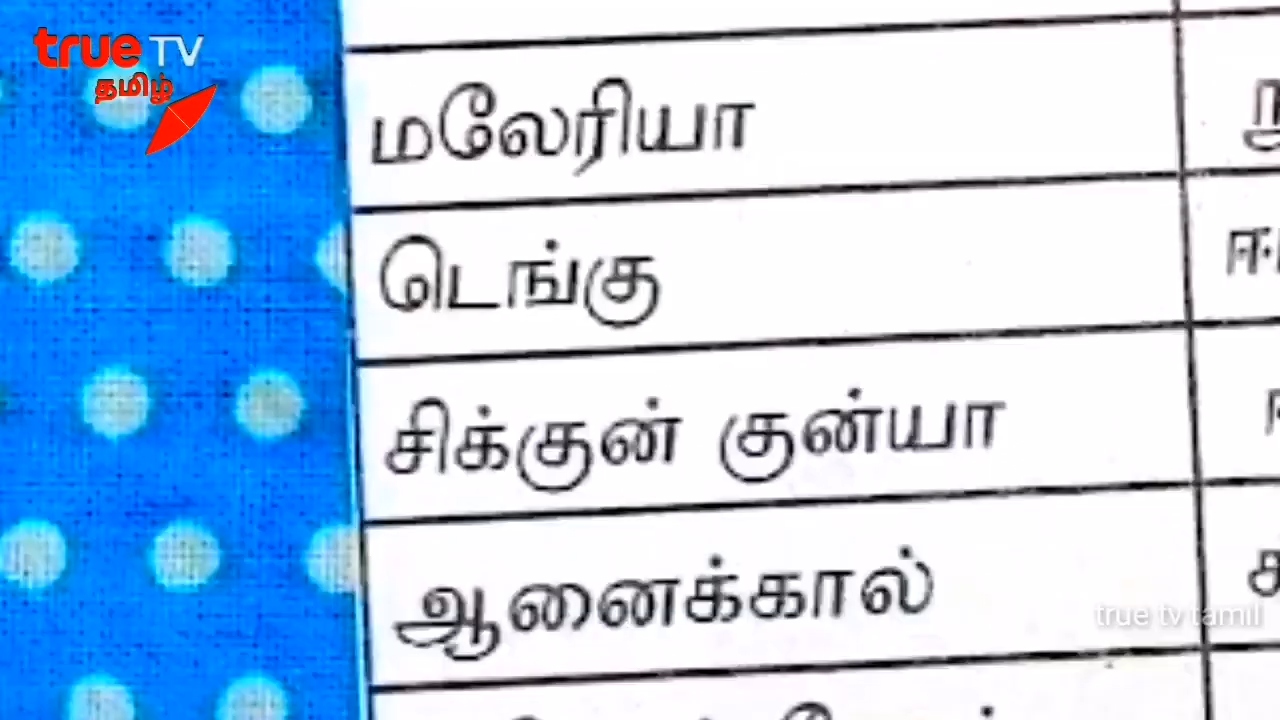 true TV
தமிழ்
மலேரியா
டெங்கு
சிக்குன் குன்யா
ஆனைக்கால்
true tv tamil